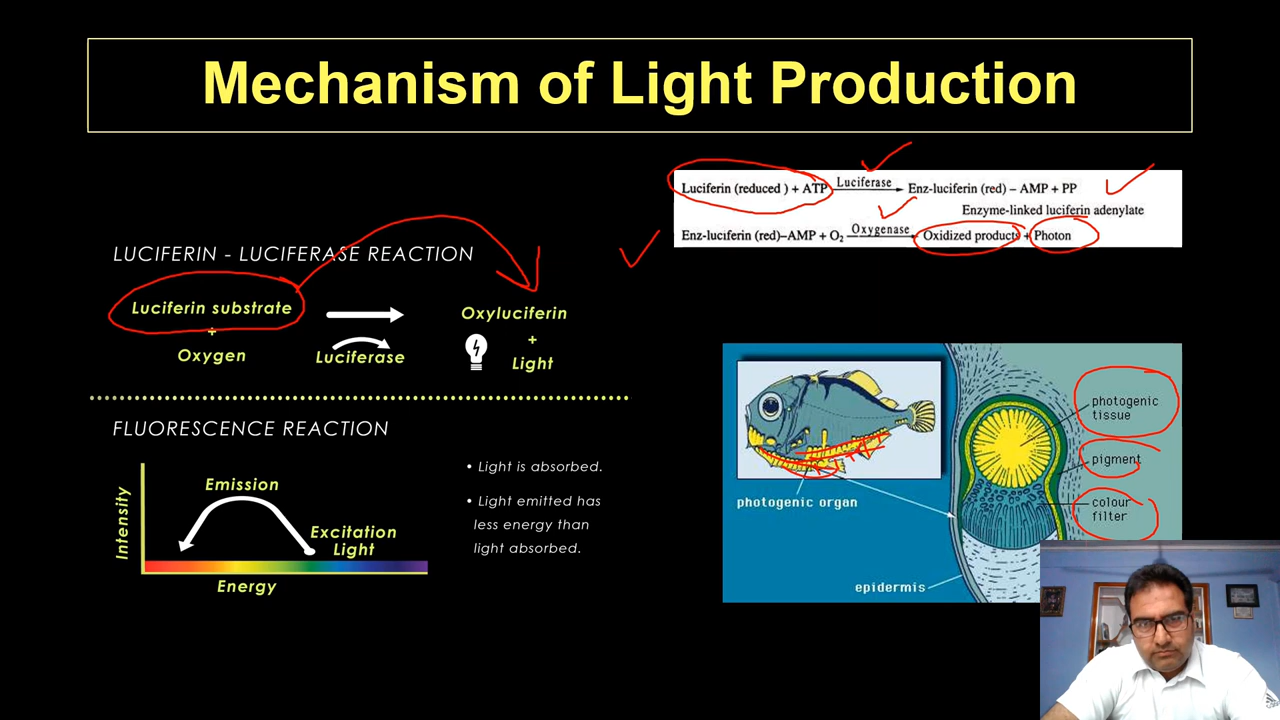 Mechanism of Light Production
LUCIFERIN - LUCIFERASE REACTION
Luciferin substrate
+
Oxygen
Luciferase
Oxyluciferin
+
Light
FLUORESCENCE REACTION
Intensity
Emission
Excitation
Light
Energy
• Light is absorbed.
• Light emitted has
less energy than
light absorbed.
Luciferin (reduced ) + ATP Luciferase Enz-luciferin (red) – AMP + PP
Enzyme-linked luciferin adenylate
Enz-luciferin (red)–AMP + O₂ Oxygenase Oxidized products + Photon
photogenic organ
photogenic
tissue
pigment
colour
filter
epidermis